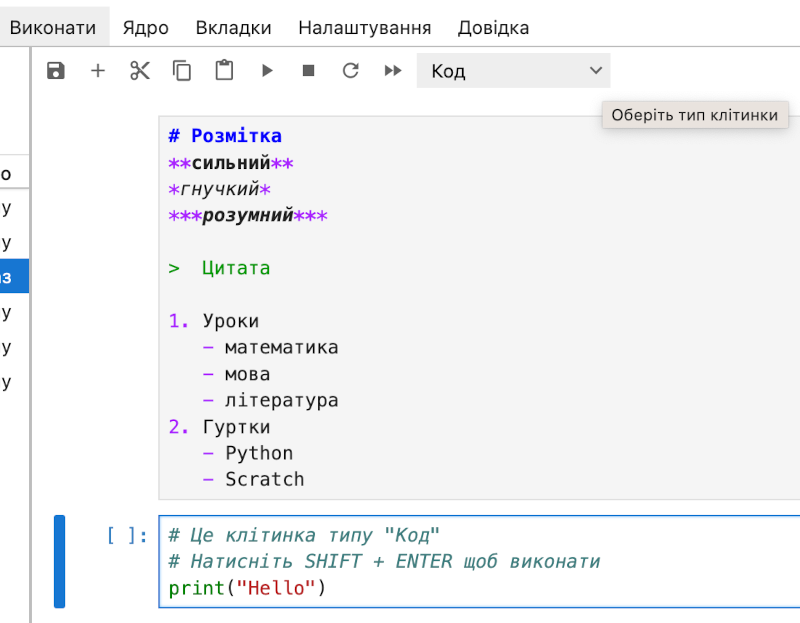 Виконати Ядро Вкладки Налаштування Довідка
Код
Оберіть тип клітинки
# Розмітка
**сильний**
*гнучкий*
***розумний***
> Цитата
1. Уроки
- математика
- мова
- література
2. Гуртки
- Python
- Scratch
[ ]:
# Це клітинка типу "Код"
# Натисніть SHIFT + ENTER щоб виконати
print("Hello")